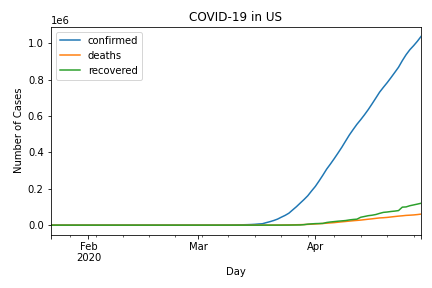 COVID-19 in US
1e6
confirmed
deaths
recovered
1.0
0.8
0.6
0.4
0.2
0.0
Number of Cases
Feb
2020
Mar
Apr
Day